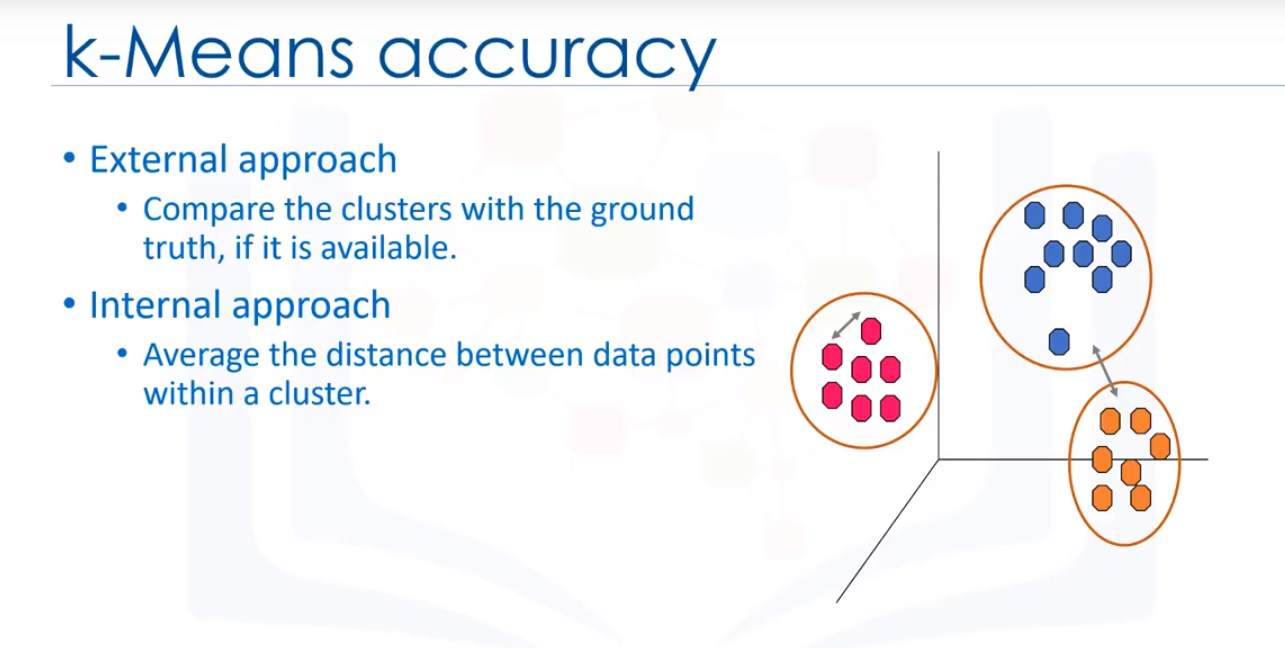 k-Means accuracy
• External approach
• Compare the clusters with the ground
truth, if it is available.
• Internal approach
• Average the distance between data points
within a cluster.